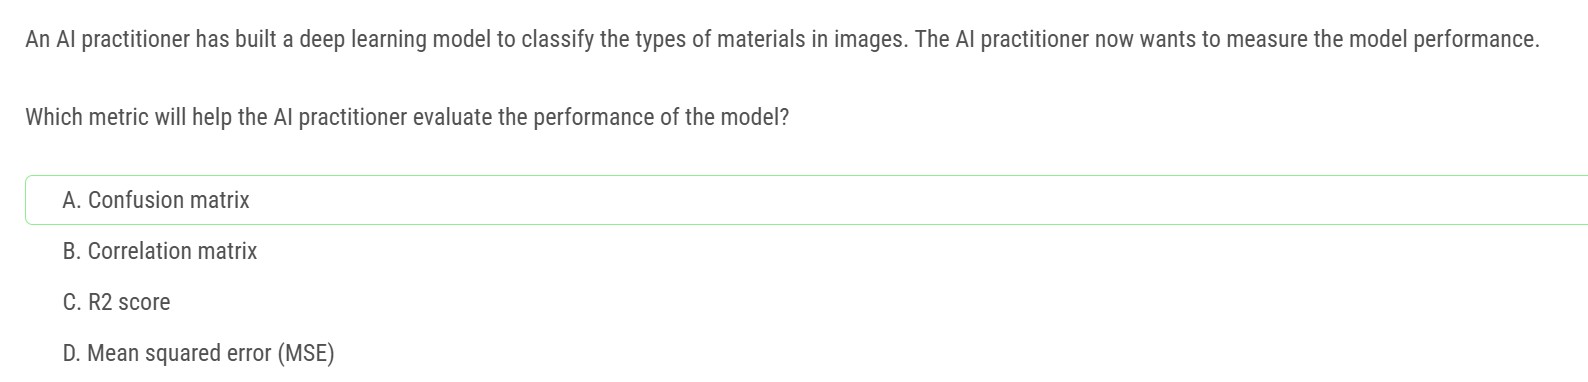 An AI practitioner has built a deep learning model to classify the types of materials in images. The AI practitioner now wants to measure the model performance.
Which metric will help the AI practitioner evaluate the performance of the model?
A. Confusion matrix
B. Correlation matrix
C. R2 score
D. Mean squared error (MSE)